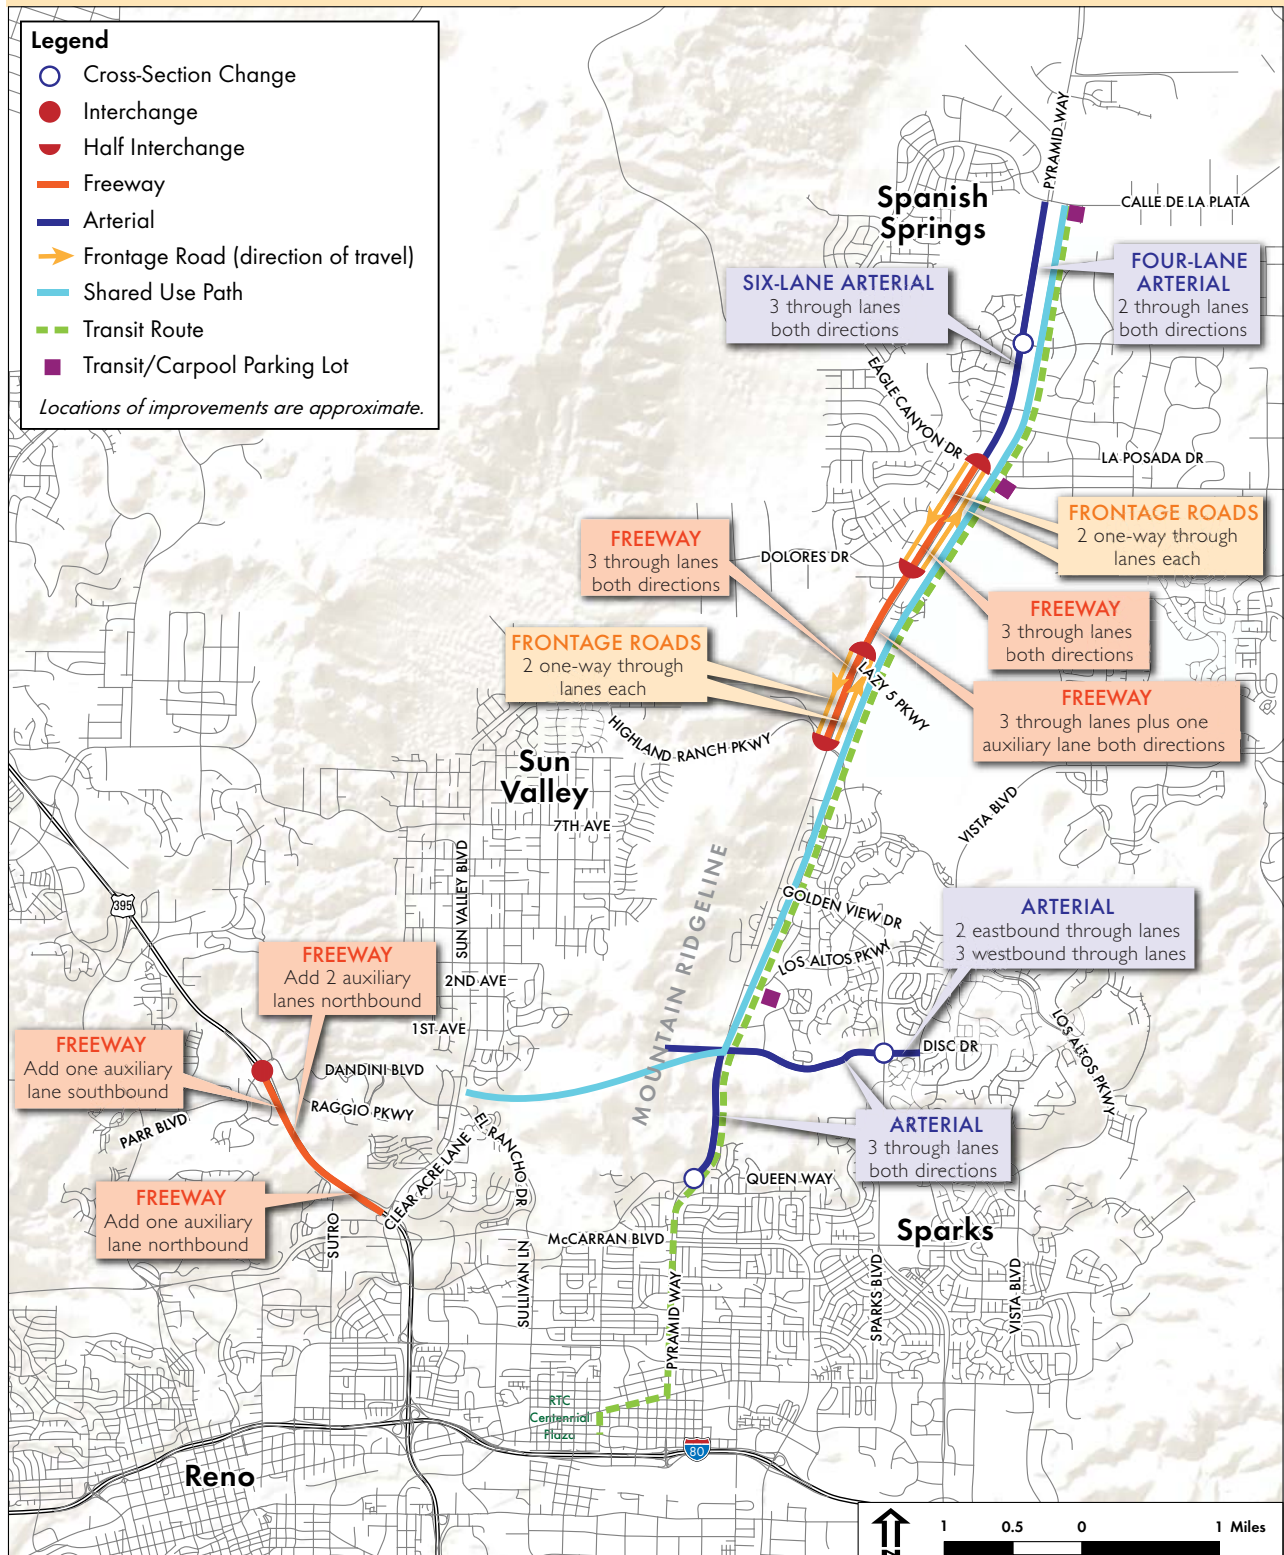 Legend
Cross-Section Change
Interchange
Half Interchange
Freeway
Arterial
Frontage Road (direction of travel)
Shared Use Path
Transit Route
Transit/Carpool Parking Lot
Locations of improvements are approximate.
PYRAMID WAY
Spanish
Springs
CALLE DE LA PLATA
SIX-LANE ARTERIAL
3 through lanes
both directions
FOUR-LANE
ARTERIAL
2 through lanes
both directions
EAGLE CANYON DR
LA POSADA DR
FRONTAGE ROADS
2 one-way through
lanes each
FREEWAY
3 through lanes
both directions
DOLORES DR
FREEWAY
3 through lanes
both directions
FRONTAGE ROADS
2 one-way through
lanes each
LAZY 5 PKWY
FREEWAY
3 through lanes plus one
auxiliary lane both directions
HIGHLAND RANCH PKWY
Sun
Valley
7TH AVE
VISTA BLVD
SUN VALLEY BLVD
MOUNTAIN RIDGELINE
GOLDEN VIEW DR
395
ARTERIAL
2 eastbound through lanes
3 westbound through lanes
FREEWAY
Add 2 auxiliary
lanes northbound
LOS ALTOS PKWY
2ND AVE
1ST AVE
LOS ALTOS PKWY
FREEWAY
Add one auxiliary
lane southbound
DISC DR
DANDINI BLVD
RAGGIO PKWY
PARR BLVD
EL RANCHO DR
CLEAR ACRE LANE
ARTERIAL
3 through lanes
both directions
QUEEN WAY
FREEWAY
Add one auxiliary
lane northbound
SUTRO
Sparks
McCARRAN BLVD
SULLIVAN LN
PYRAMID WAY
SPARKS BLVD
VISTA BLVD
RTC
Centennial
Plaza
80
Reno
1 0.5 0 1 Miles